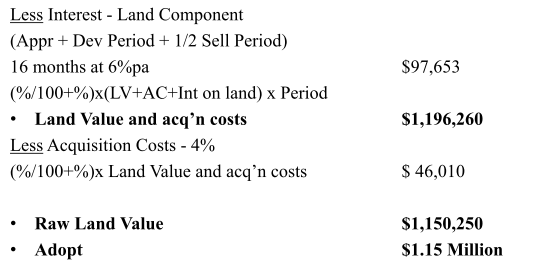 Less Interest - Land Component
(Appr + Dev Period + 1/2 Sell Period)
16 months at 6%pa $97,653
(%/100+%)x(LV+AC+Int on land) x Period
• Land Value and acq’n costs $1,196,260
Less Acquisition Costs - 4%
(%/100+%)x Land Value and acq’n costs $ 46,010
• Raw Land Value $1,150,250
• Adopt $1.15 Million